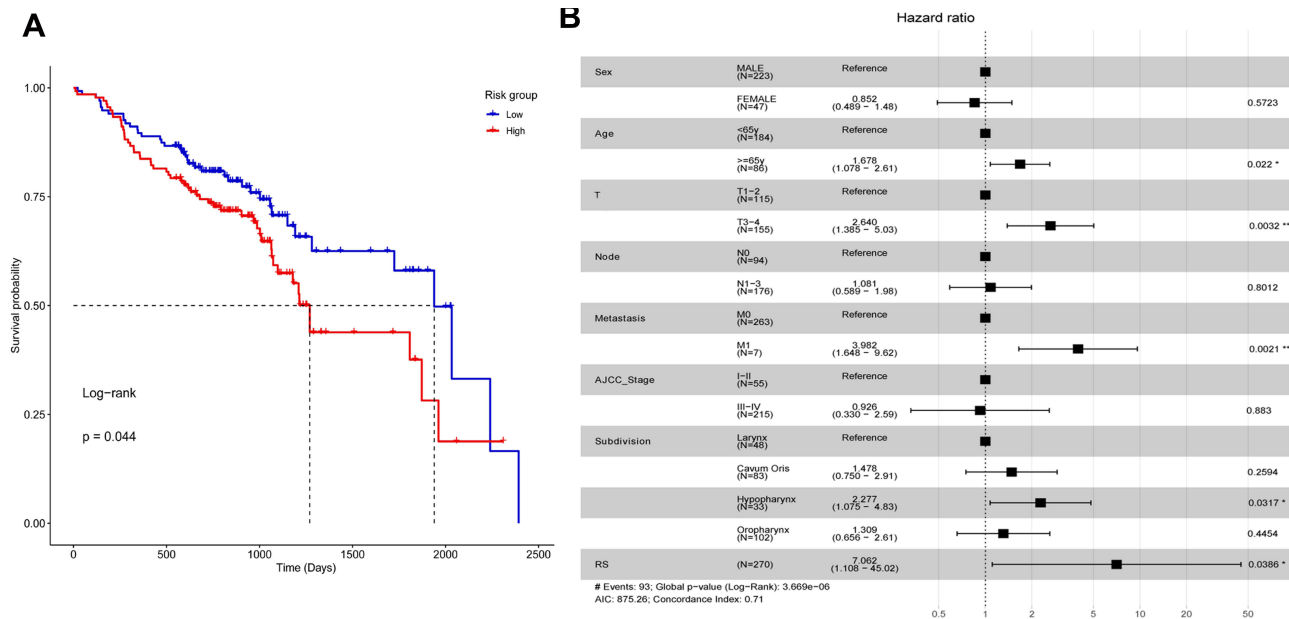 A
Risk group
Low
High
1.00
0.75
0.50
0.25
0.00
Survival probability
Log−rank
p = 0.044
0 500 1000 1500 2000 2500
Time (Days)
B
Hazard ratio
Sex MALE (N=223) Reference
FEMALE (N=47) 0.852 (0.489 − 1.48) 0.5723
Age <65y (N=184) Reference
>=65y (N=86) 1.678 (1.078 − 2.61) 0.022 *
T T1−2 (N=115) Reference
T3−4 (N=155) 2.640 (1.385 − 5.03) 0.0032 **
Node N0 (N=94) Reference
N1−3 (N=176) 1.081 (0.589 − 1.98) 0.8012
Metastasis M0 (N=263) Reference
M1 (N=7) 3.982 (1.648 − 9.62) 0.0021 **
AJCC_Stage I−II (N=55) Reference
III−IV (N=215) 0.926 (0.330 − 2.59) 0.883
Subdivision Larynx (N=48) Reference
Cavum Oris (N=83) 1.478 (0.750 − 2.91) 0.2594
Hypopharynx (N=33) 2.277 (1.075 − 4.83) 0.0317 *
Oropharynx (N=102) 1.309 (0.656 − 2.61) 0.4454
RS (N=270) 7.062 (1.108 − 45.02) 0.0386 *
# Events: 93; Global p−value (Log−Rank): 3.669e−06
AIC: 875.26; Concordance Index: 0.71
0.5 1 2 5 10 20 50